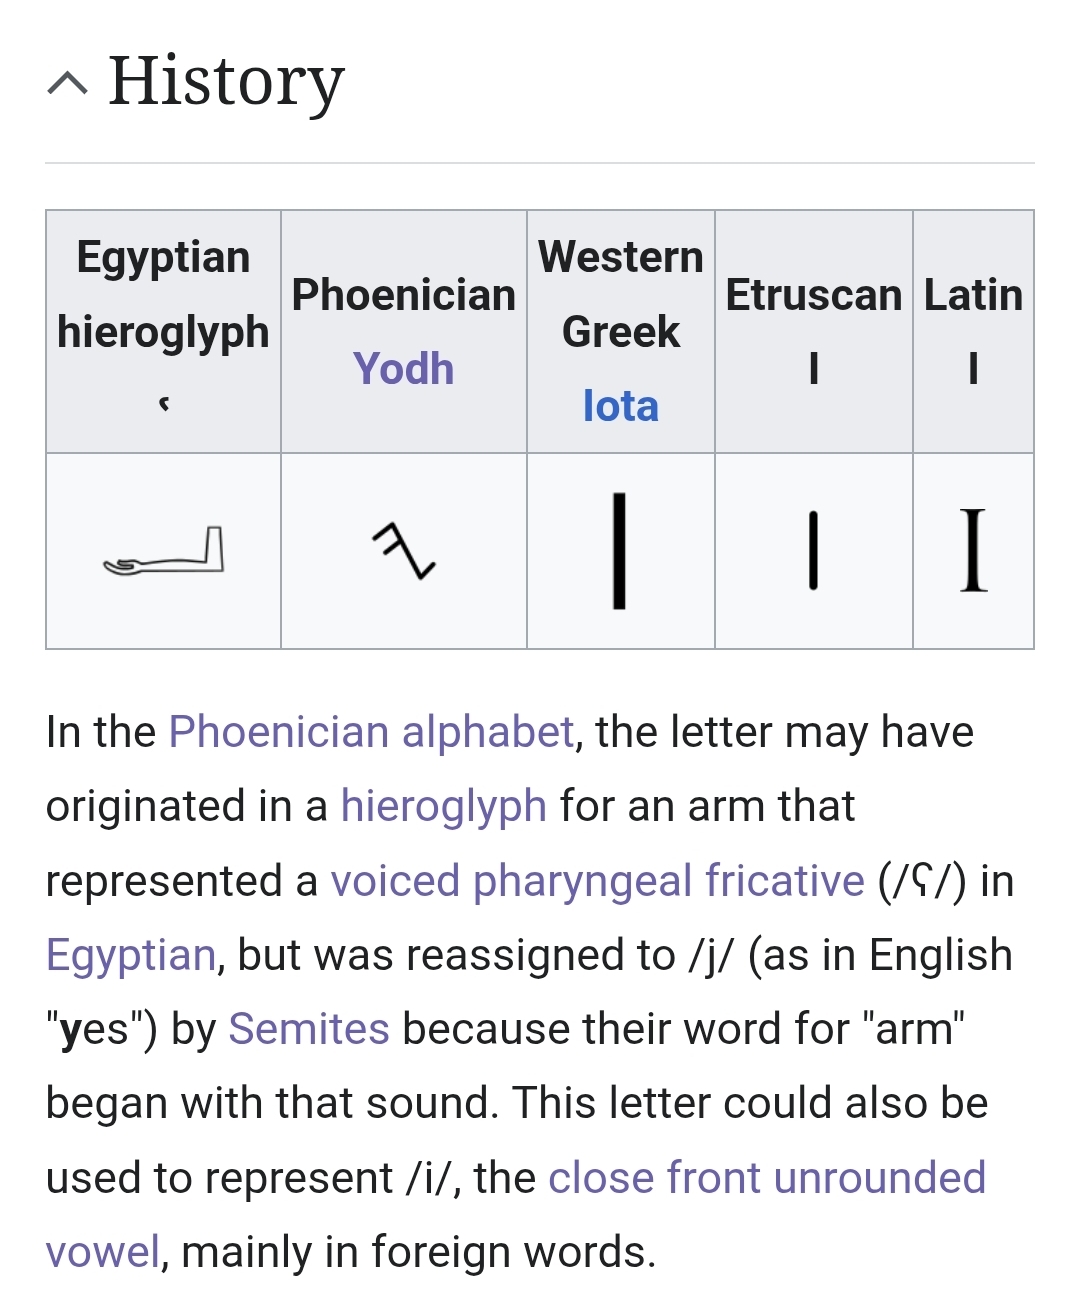 History
Egyptian
hieroglyph
ꜥ
Phoenician
Yodh
Western
Greek
Iota
Etruscan
I
Latin
I
In the Phoenician alphabet, the letter may have
originated in a hieroglyph for an arm that
represented a voiced pharyngeal fricative (/ʕ/) in
Egyptian, but was reassigned to /j/ (as in English
"yes") by Semites because their word for "arm"
began with that sound. This letter could also be
used to represent /i/, the close front unrounded
vowel, mainly in foreign words.